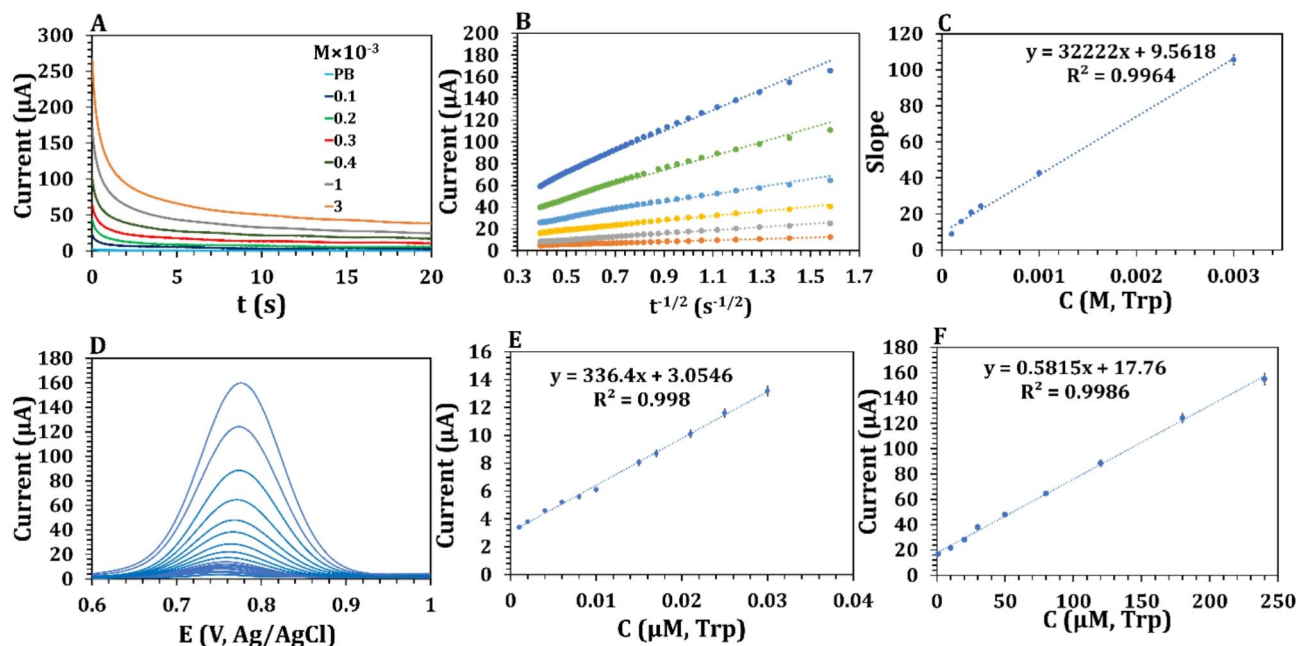 A
300
250
200
150
100
50
0
Current (µA)
M×10⁻³
PB
0.1
0.2
0.3
0.4
1
3
0 5 10 15 20
t (s)
B
200
180
160
140
120
100
80
60
40
20
0
Current (µA)
0.3 0.5 0.7 0.9 1.1 1.3 1.5 1.7
t⁻¹/² (s⁻¹/²)
C
120
100
80
60
40
20
0
Slope
y = 32222x + 9.5618
R² = 0.9964
0 0.001 0.002 0.003
C (M, Trp)
D
180
160
140
120
100
80
60
40
20
0
Current (µA)
0.6 0.7 0.8 0.9 1
E (V, Ag/AgCl)
E
16
14
12
10
8
6
4
2
0
Current (µA)
y = 336.4x + 3.0546
R² = 0.998
0 0.01 0.02 0.03 0.04
C (µM, Trp)
F
180
160
140
120
100
80
60
40
20
0
Current (µA)
y = 0.5815x + 17.76
R² = 0.9986
0 50 100 150 200 250
C (µM, Trp)